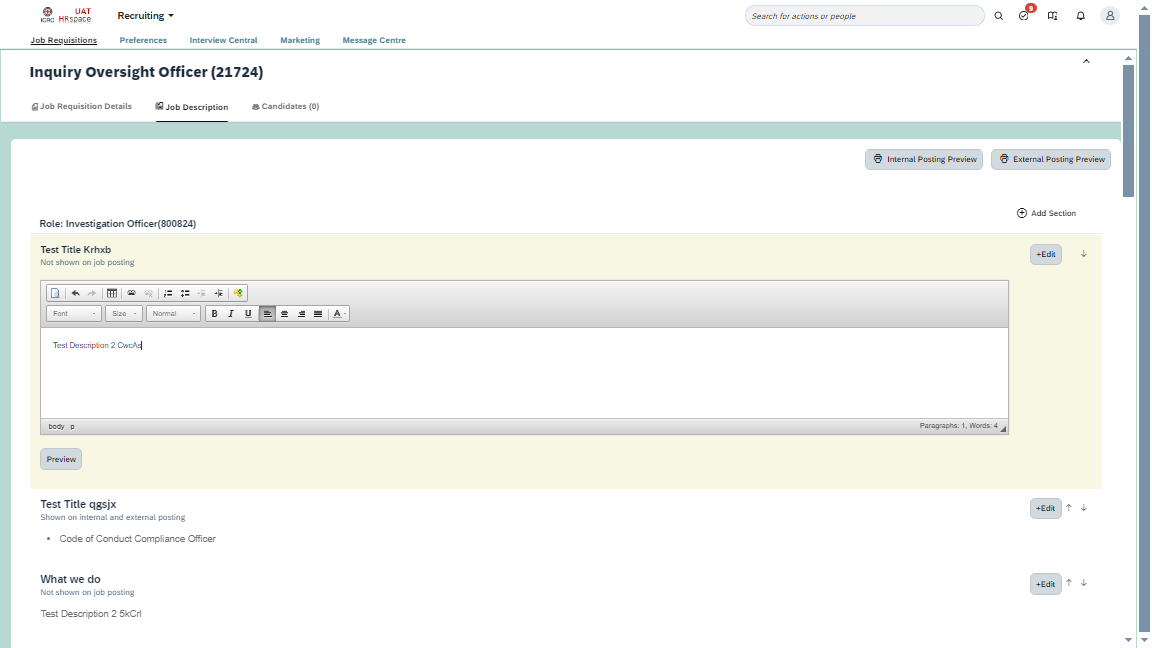 ICRC UAT HRspace
Recruiting
Search for actions or people
9
Job Requisitions Preferences Interview Central Marketing Message Centre
Inquiry Oversight Officer (21724)
Job Requisition Details Job Description Candidates (0)
Internal Posting Preview External Posting Preview
Add Section
Role: Investigation Officer(800824)
Test Title Krhxb
Not shown on job posting
+Edit
Font Size Normal B I U A
Test Description 2 CwcAs
body p
Paragraphs: 1, Words: 4
Preview
Test Title qgsjx
Shown on internal and external posting
+Edit
• Code of Conduct Compliance Officer
What we do
Not shown on job posting
+Edit
Test Description 2 5kCrl